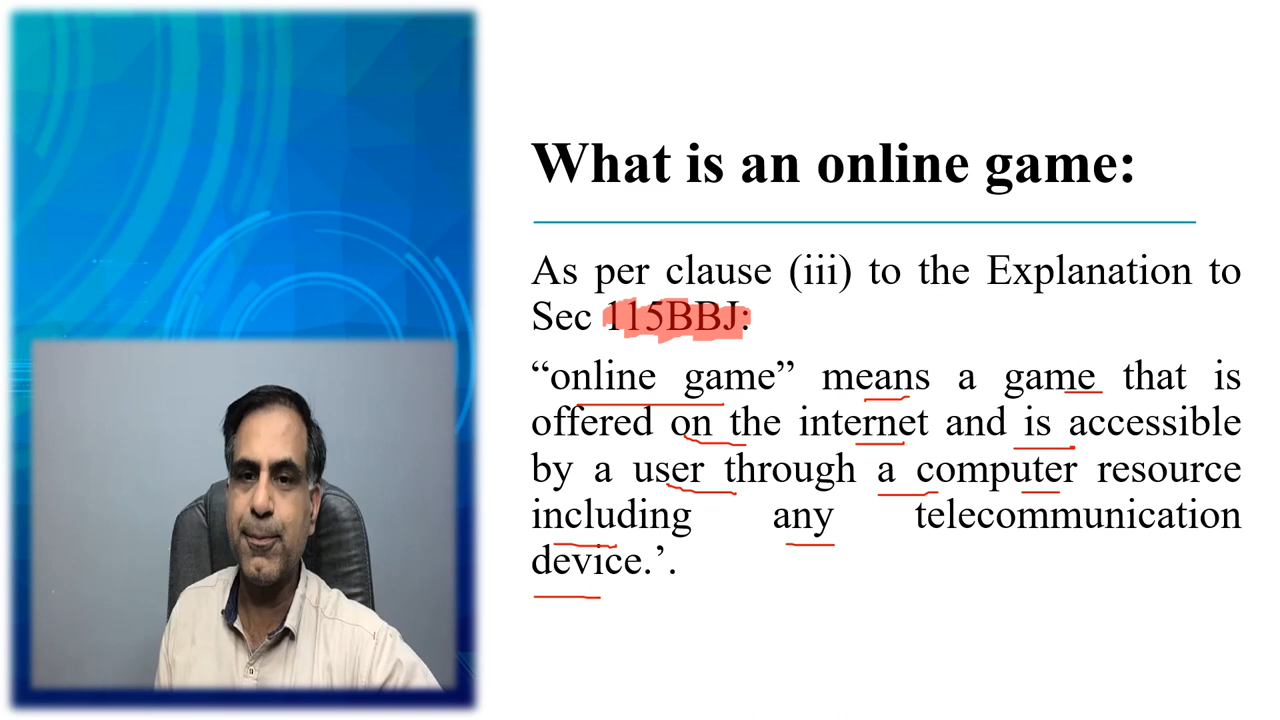 What is an online game:
As per clause (iii) to the Explanation to
Sec 115BBJ:
“online game” means a game that is
offered on the internet and is accessible
by a user through a computer resource
including any telecommunication
device.’.